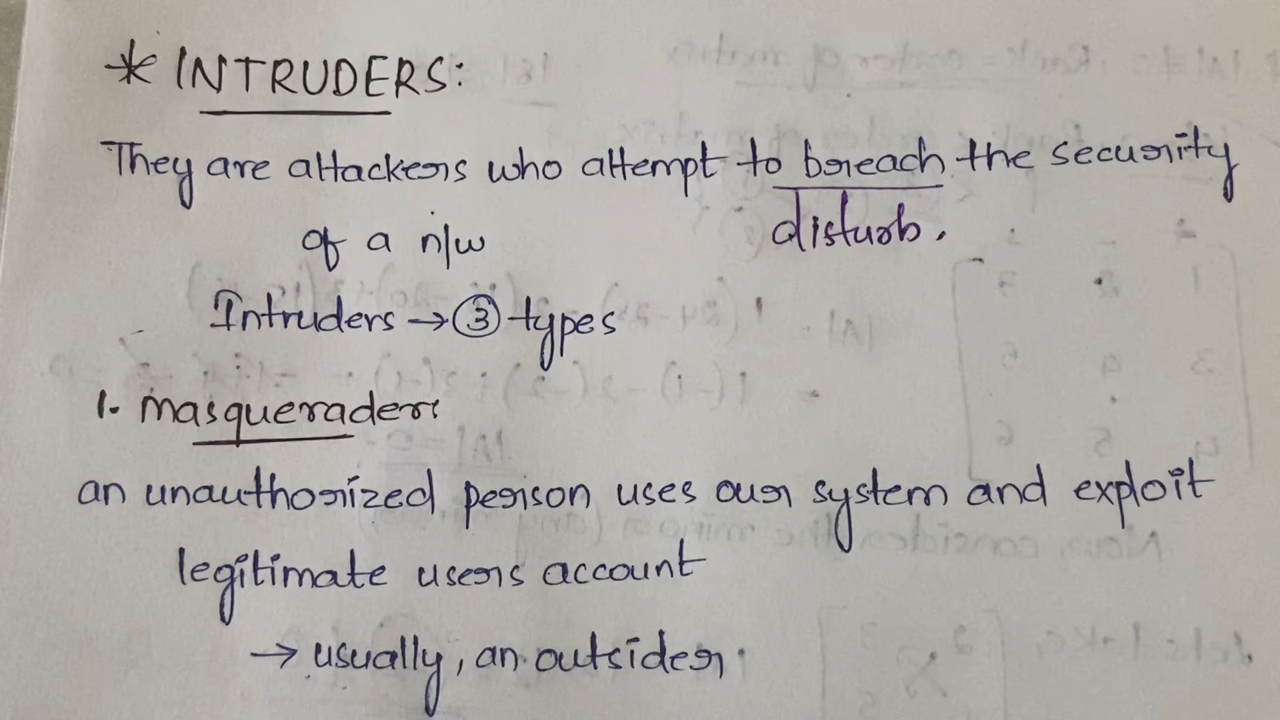 * INTRUDERS:
They are attackers who attempt to breach the security
disturb.
of a n/w
Intruders → ③ types
1. Masquerader:
an unauthorized person uses our system and exploit
legitimate users account
→ usually, an outsider.